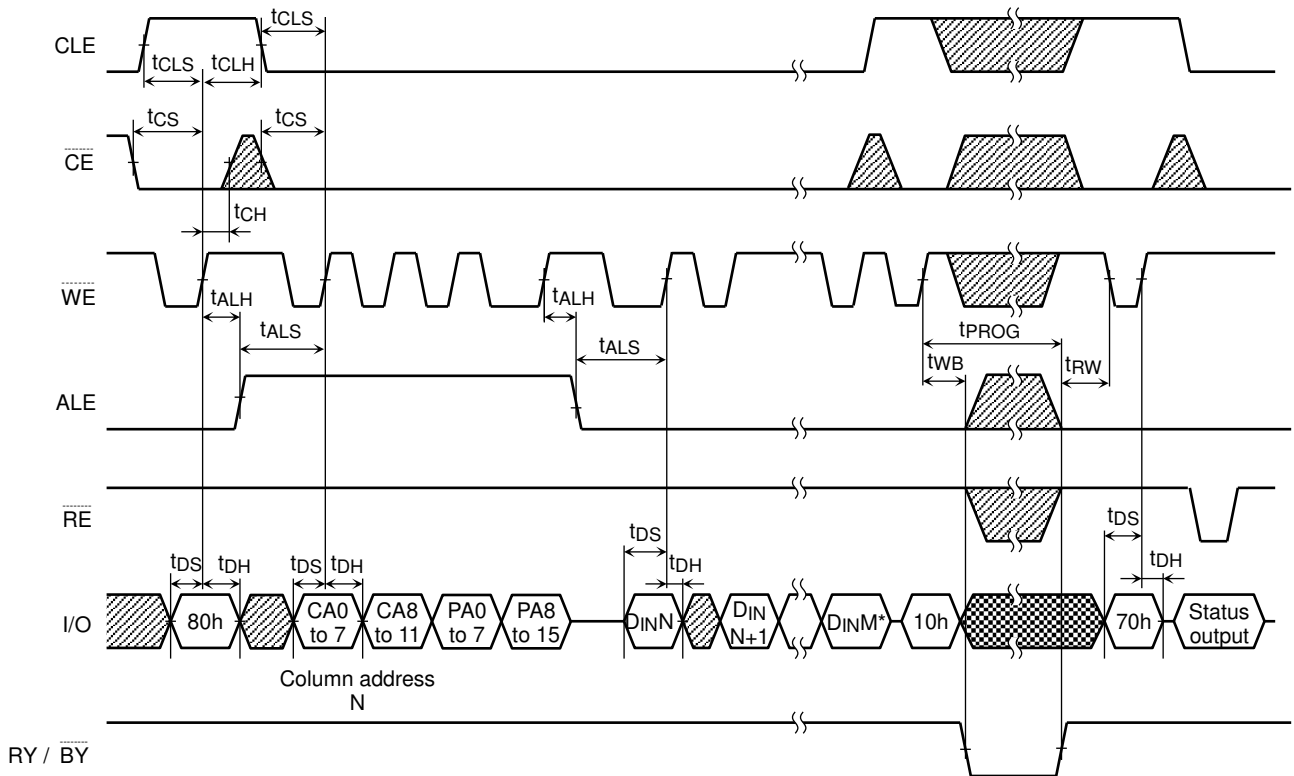 tCLS
CLE
tCLS tCLH
tCS tCS
CE
tCH
WE
tALH tALH
tALS tALS tPROG
tWB tRW
ALE
RE
tDS tDH tDS tDH tDS tDH tDS tDH
I/O 80h CA0 to 7 CA8 to 11 PA0 to 7 PA8 to 15 DINN DIN N+1 DINM* 10h 70h Status output
Column address
N
RY / BY